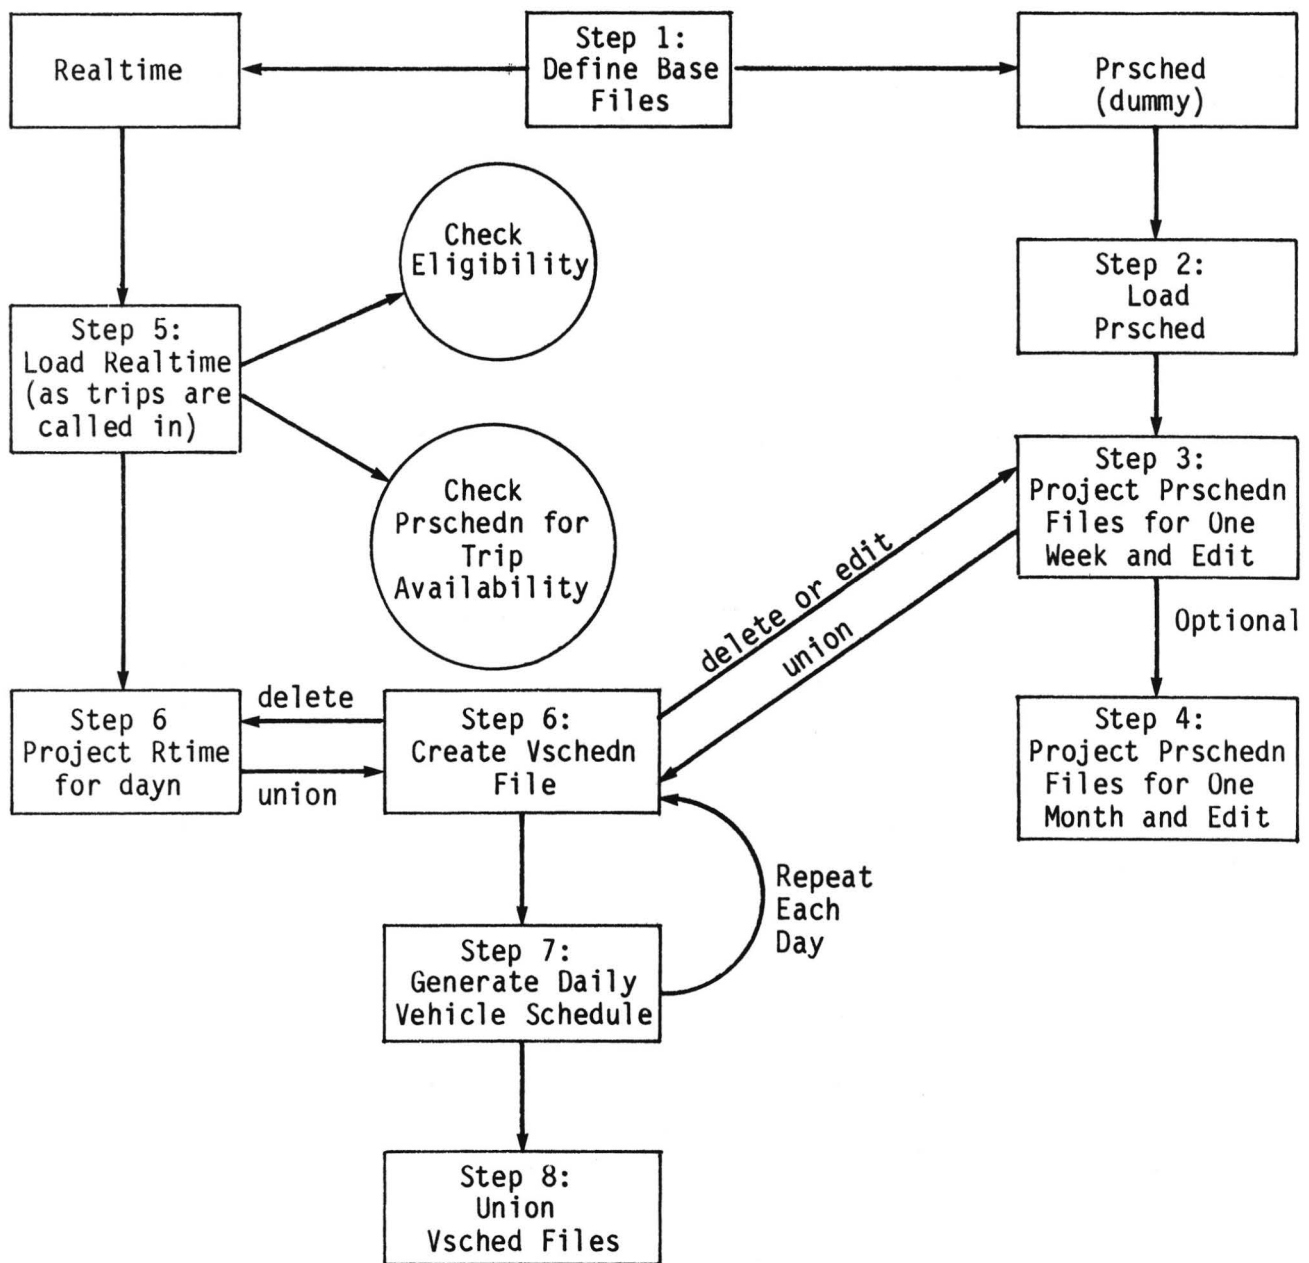 Realtime
Step 1:
Define Base
Files
Prsched
(dummy)
Check
Eligibility
Step 2:
Load
Prsched
Step 5:
Load Realtime
(as trips are
called in)
Check
Prschedn for
Trip
Availability
Step 3:
Project Prschedn
Files for One
Week and Edit
delete or edit
union
Optional
Step 6
Project Rtime
for dayn
delete
union
Step 6:
Create Vschedn
File
Step 4:
Project Prschedn
Files for One
Month and Edit
Repeat
Each
Day
Step 7:
Generate Daily
Vehicle Schedule
Step 8:
Union
Vsched Files